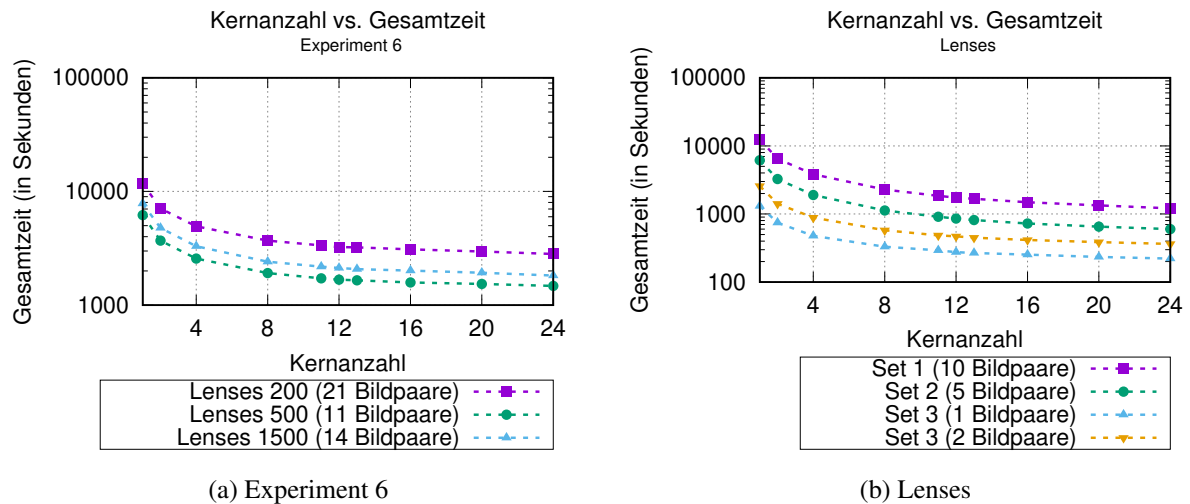 Kernanzahl vs. Gesamtzeit
Experiment 6
Gesamtzeit (in Sekunden)
100000
10000
1000
4 8 12 16 20 24
Kernanzahl
Lenses 200 (21 Bildpaare)
Lenses 500 (11 Bildpaare)
Lenses 1500 (14 Bildpaare)
(a) Experiment 6
Kernanzahl vs. Gesamtzeit
Lenses
Gesamtzeit (in Sekunden)
100000
10000
1000
100
4 8 12 16 20 24
Kernanzahl
Set 1 (10 Bildpaare)
Set 2 (5 Bildpaare)
Set 3 (1 Bildpaare)
Set 3 (2 Bildpaare)
(b) Lenses